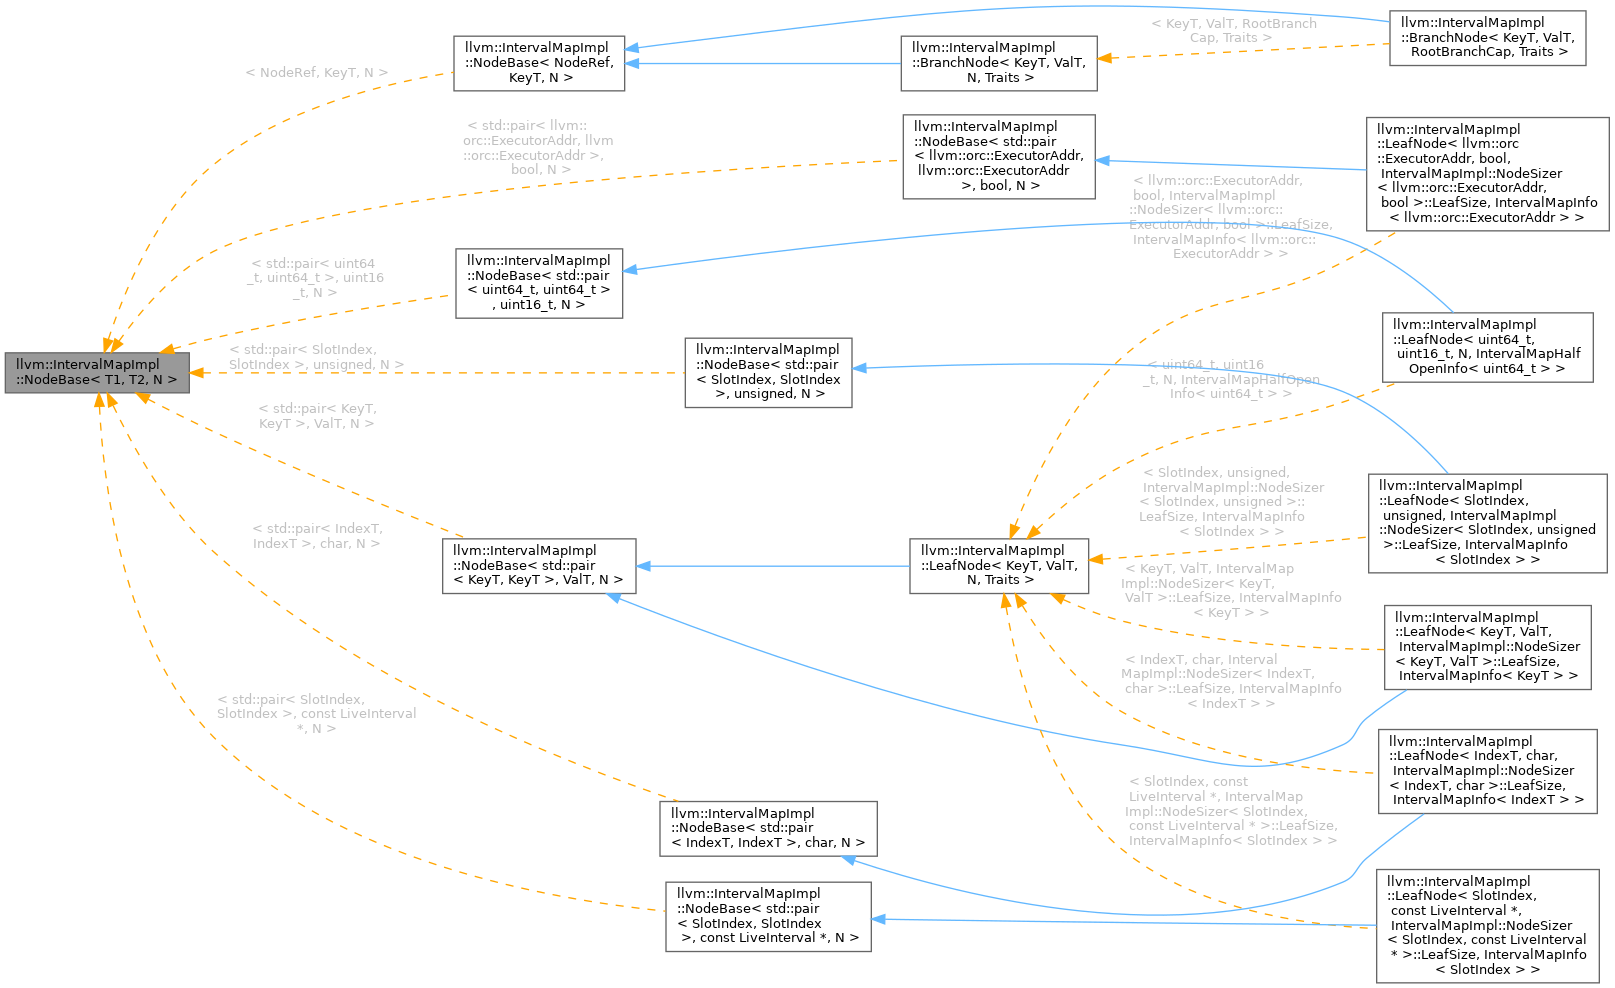 llvm::IntervalMapImpl
::NodeBase< T1, T2, N >
< NodeRef, KeyT, N >
< std::pair< llvm::
orc::ExecutorAddr, llvm
::orc::ExecutorAddr >,
bool, N >
< std::pair< uint64
_t, uint64_t >, uint16
_t, N >
< std::pair< SlotIndex,
SlotIndex >, unsigned, N >
< std::pair< KeyT,
KeyT >, ValT, N >
< std::pair< IndexT,
IndexT >, char, N >
< std::pair< SlotIndex,
SlotIndex >, const LiveInterval
*, N >
llvm::IntervalMapImpl
::NodeBase< NodeRef,
KeyT, N >
llvm::IntervalMapImpl
::NodeBase< std::pair
< uint64_t, uint64_t >
, uint16_t, N >
llvm::IntervalMapImpl
::NodeBase< std::pair
< KeyT, KeyT >, ValT, N >
llvm::IntervalMapImpl
::NodeBase< std::pair
< SlotIndex, SlotIndex
>, unsigned, N >
llvm::IntervalMapImpl
::NodeBase< std::pair
< IndexT, IndexT >, char, N >
llvm::IntervalMapImpl
::NodeBase< std::pair
< SlotIndex, SlotIndex
>, const LiveInterval *, N >
llvm::IntervalMapImpl
::BranchNode< KeyT, ValT,
N, Traits >
llvm::IntervalMapImpl
::NodeBase< std::pair
< llvm::orc::ExecutorAddr,
llvm::orc::ExecutorAddr
>, bool, N >
llvm::IntervalMapImpl
::LeafNode< KeyT, ValT,
N, Traits >
< KeyT, ValT, RootBranch
Cap, Traits >
< llvm::orc::ExecutorAddr,
bool, IntervalMapImpl
::NodeSizer< llvm::orc::
ExecutorAddr, bool >::LeafSize,
IntervalMapInfo< llvm::orc::
ExecutorAddr > >
< uint64_t, uint16
_t, N, IntervalMapHalfOpen
Info< uint64_t > >
< SlotIndex, unsigned,
IntervalMapImpl::NodeSizer
< SlotIndex, unsigned >::
LeafSize, IntervalMapInfo
< SlotIndex > >
< KeyT, ValT, IntervalMap
Impl::NodeSizer< KeyT,
ValT >::LeafSize, IntervalMapInfo
< KeyT > >
< IndexT, char, Interval
MapImpl::NodeSizer< IndexT,
char >::LeafSize, IntervalMapInfo
< IndexT > >
< SlotIndex, const
LiveInterval *, IntervalMap
Impl::NodeSizer< SlotIndex,
const LiveInterval * >::LeafSize,
IntervalMapInfo< SlotIndex > >
llvm::IntervalMapImpl
::BranchNode< KeyT, ValT,
RootBranchCap, Traits >
llvm::IntervalMapImpl
::LeafNode< llvm::orc
::ExecutorAddr, bool,
IntervalMapImpl::NodeSizer
< llvm::orc::ExecutorAddr,
bool >::LeafSize, IntervalMapInfo
< llvm::orc::ExecutorAddr > >
llvm::IntervalMapImpl
::LeafNode< uint64_t,
uint16_t, N, IntervalMapHalf
OpenInfo< uint64_t > >
llvm::IntervalMapImpl
::LeafNode< SlotIndex,
unsigned, IntervalMapImpl
::NodeSizer< SlotIndex, unsigned
>::LeafSize, IntervalMapInfo
< SlotIndex > >
llvm::IntervalMapImpl
::LeafNode< KeyT, ValT,
IntervalMapImpl::NodeSizer
< KeyT, ValT >::LeafSize,
IntervalMapInfo< KeyT > >
llvm::IntervalMapImpl
::LeafNode< IndexT, char,
IntervalMapImpl::NodeSizer
< IndexT, char >::LeafSize,
IntervalMapInfo< IndexT > >
llvm::IntervalMapImpl
::LeafNode< SlotIndex,
const LiveInterval *,
IntervalMapImpl::NodeSizer
< SlotIndex, const LiveInterval
* >::LeafSize, IntervalMapInfo
< SlotIndex > >